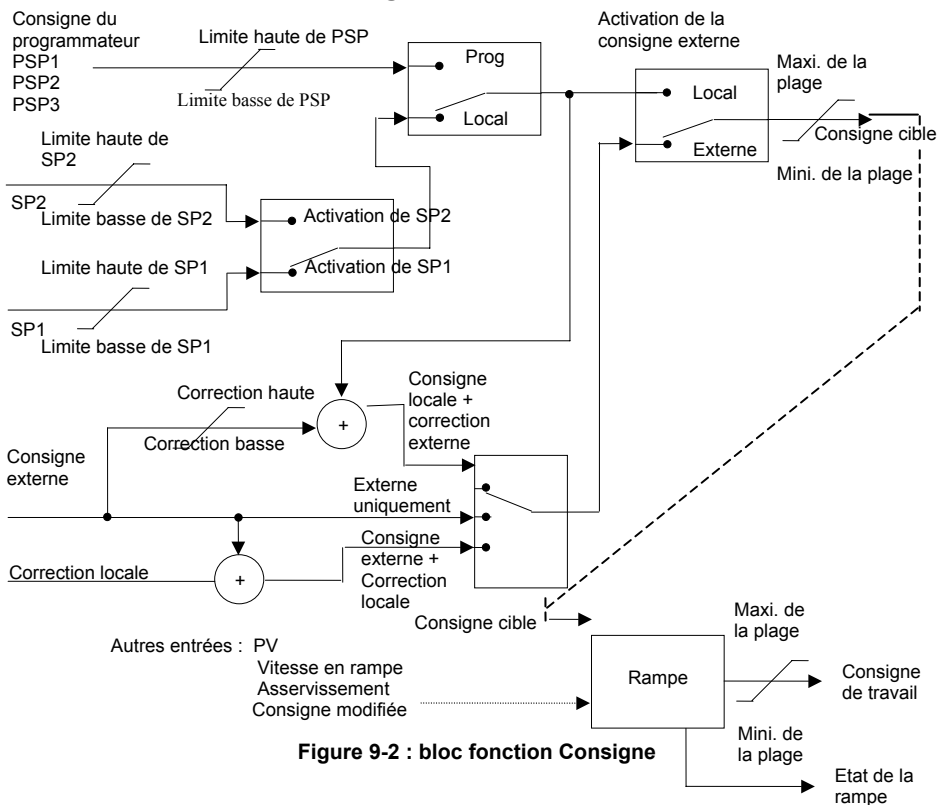 Consigne du
programmateur
PSP1
PSP2
PSP3
Limite haute de PSP
Limite basse de PSP
Prog
Local
Activation de la
consigne externe
Local
Externe
Maxi. de la
plage
Consigne cible
Mini. de la plage
Limite haute de
SP2
SP2
Limite basse de SP2
Activation de SP2
Activation de SP1
Limite haute de SP1
SP1
Limite basse de SP1
Correction haute
Correction basse
+
Consigne
locale +
correction
externe
Consigne
externe
Externe
uniquement
Consigne
externe +
Correction
locale
Correction locale
+
Consigne cible
Autres entrées : PV
Vitesse en rampe
Asservissement
Consigne modifiée
Rampe
Maxi. de
la plage
Consigne
de travail
Mini. de
la plage
Etat de la
rampe
Figure 9-2 : bloc fonction Consigne